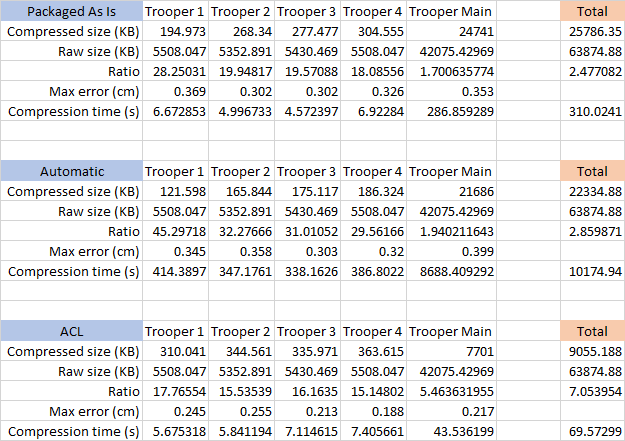 Packaged As Is Trooper 1 Trooper 2 Trooper 3 Trooper 4 Trooper Main Total
Compressed size (KB) 194.973 268.34 277.477 304.555 24741 25786.35
Raw size (KB) 5508.047 5352.891 5430.469 5508.047 42075.42969 63874.88
Ratio 28.25031 19.94817 19.57088 18.08556 1.700635774 2.477082
Max error (cm) 0.369 0.302 0.302 0.326 0.353
Compression time (s) 6.672853 4.996733 4.572397 6.92284 286.859289 310.0241
Automatic Trooper 1 Trooper 2 Trooper 3 Trooper 4 Trooper Main Total
Compressed size (KB) 121.598 165.844 175.117 186.324 21686 22334.88
Raw size (KB) 5508.047 5352.891 5430.469 5508.047 42075.42969 63874.88
Ratio 45.29718 32.27666 31.01052 29.56166 1.940211643 2.859871
Max error (cm) 0.345 0.358 0.303 0.32 0.399
Compression time (s) 414.3897 347.1761 338.1626 386.8022 8688.409292 10174.94
ACL Trooper 1 Trooper 2 Trooper 3 Trooper 4 Trooper Main Total
Compressed size (KB) 310.041 344.561 335.971 363.615 7701 9055.188
Raw size (KB) 5508.047 5352.891 5430.469 5508.047 42075.42969 63874.88
Ratio 17.76554 15.53539 16.1635 15.14802 5.463631955 7.053954
Max error (cm) 0.245 0.255 0.213 0.188 0.217
Compression time (s) 5.675318 5.841194 7.114615 7.405661 43.536199 69.57299